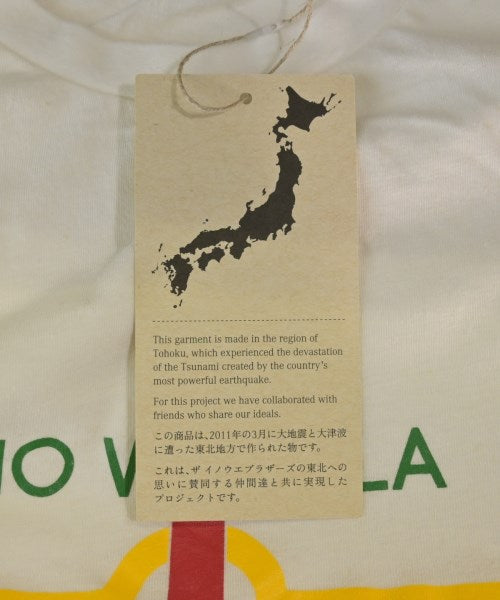 This garment is made in the region of
Tohoku, which experienced the devastation
of the Tsunami created by the country's
most powerful earthquake.
For this project we have collaborated with
friends who share our ideals.
この商品は、2011年の3月に大地震と大津波
に遭った東北地方で作られた物です。
これは、ザ イノウエブラザーズの東北への
思いに賛同する仲間達と共に実現した
プロジェクトです。